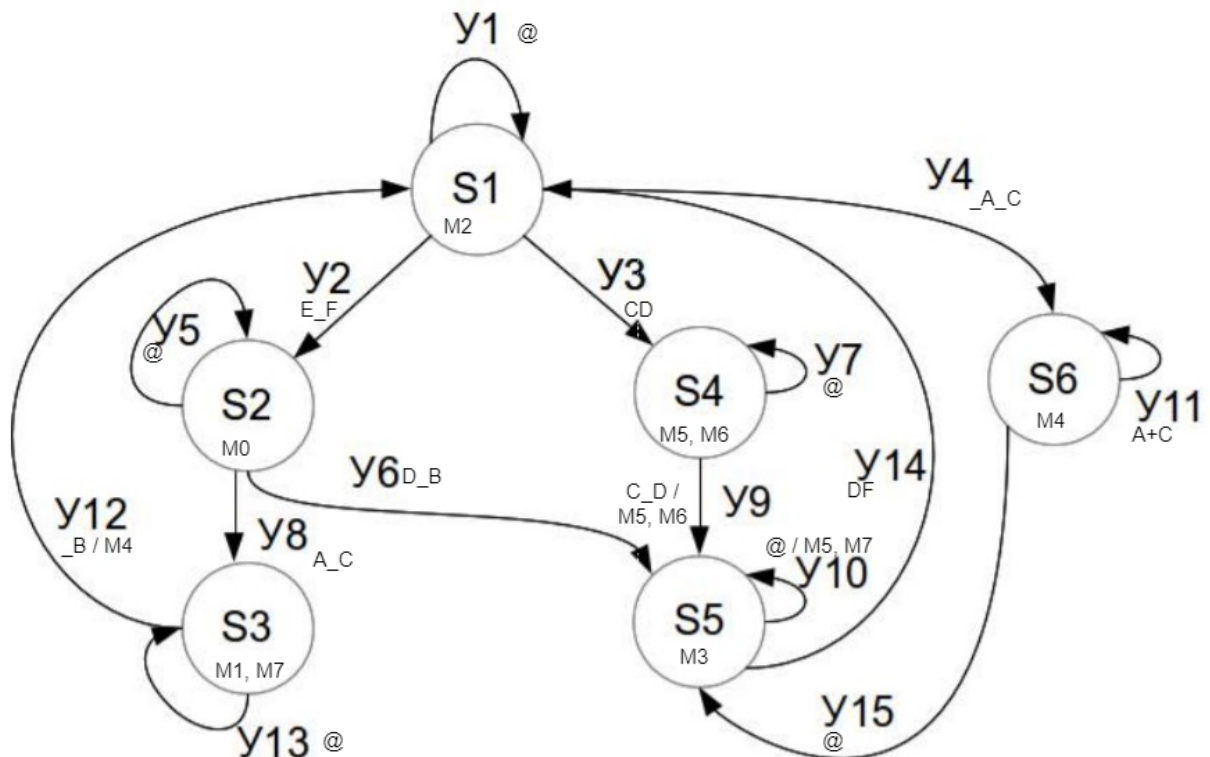 У1 @
S1
M2
У4
_A_C
У2
E_F
У3
CD
У5
@
S2
M0
S4
M5, M6
У7
@
S6
M4
У11
A+C
У6 D_B
У12
_B / M4
У8
A_C
C_D /
M5, M6
У9
У14
DF
@ / M5, M7
У10
S3
M1, M7
S5
M3
У13 @
У15
@